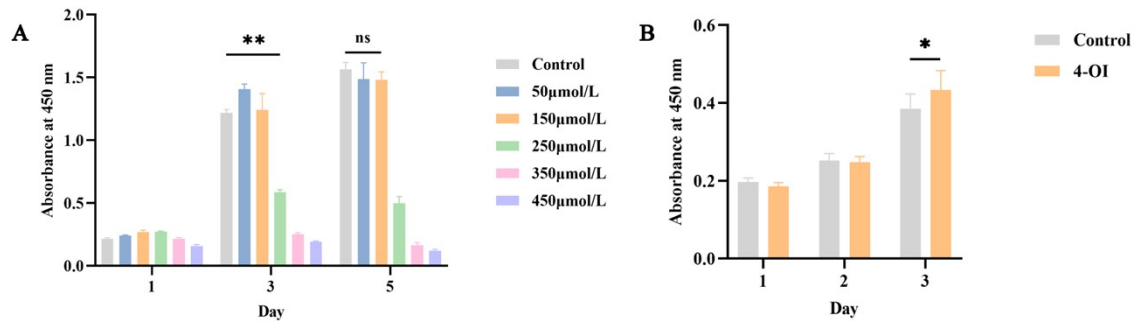 A
Absorbance at 450 nm
2.0
1.5
1.0
0.5
0.0
**
ns
1
3
5
Day
Control
50μmol/L
150μmol/L
250μmol/L
350μmol/L
450μmol/L
B
Absorbance at 450 nm
0.6
0.4
0.2
0.0
*
1
2
3
Day
Control
4-OI